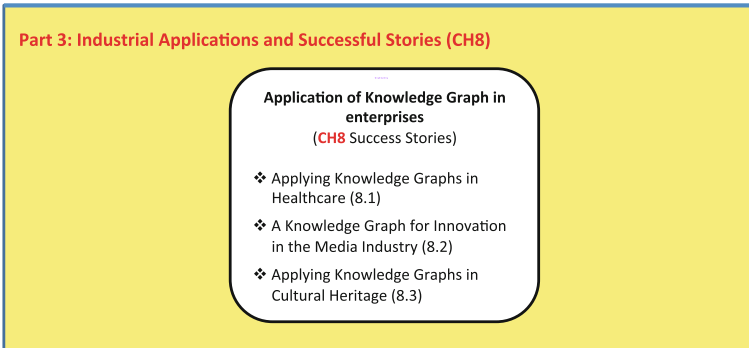 Part 3: Industrial Applications and Successful Stories (CH8)
Application of Knowledge Graph in
enterprises
(CH8 Success Stories)
❖ Applying Knowledge Graphs in
Healthcare (8.1)
❖ A Knowledge Graph for Innovation
in the Media Industry (8.2)
❖ Applying Knowledge Graphs in
Cultural Heritage (8.3)